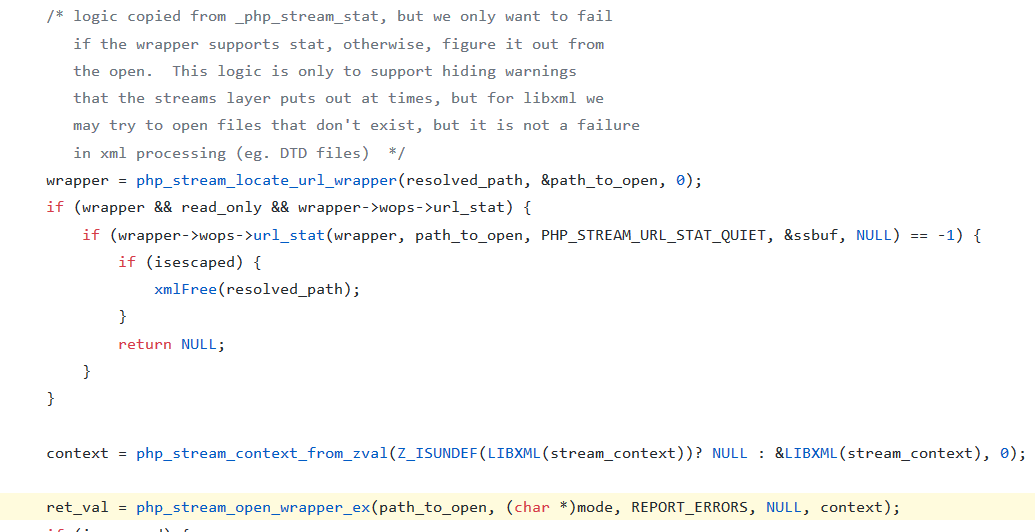 /* logic copied from _php_stream_stat, but we only want to fail
if the wrapper supports stat, otherwise, figure it out from
the open.  This logic is only to support hiding warnings
that the streams layer puts out at times, but for libxml we
may try to open files that don't exist, but it is not a failure
in xml processing (eg. DTD files)  */
wrapper = php_stream_locate_url_wrapper(resolved_path, &path_to_open, 0);
if (wrapper && read_only && wrapper->wops->url_stat) {
if (wrapper->wops->url_stat(wrapper, path_to_open, PHP_STREAM_URL_STAT_QUIET, &ssbuf, NULL) == -1) {
if (isescaped) {
xmlFree(resolved_path);
}
return NULL;
}
}
context = php_stream_context_from_zval(Z_ISUNDEF(LIBXML(stream_context))? NULL : &LIBXML(stream_context), 0);
ret_val = php_stream_open_wrapper_ex(path_to_open, (char *)mode, REPORT_ERRORS, NULL, context);